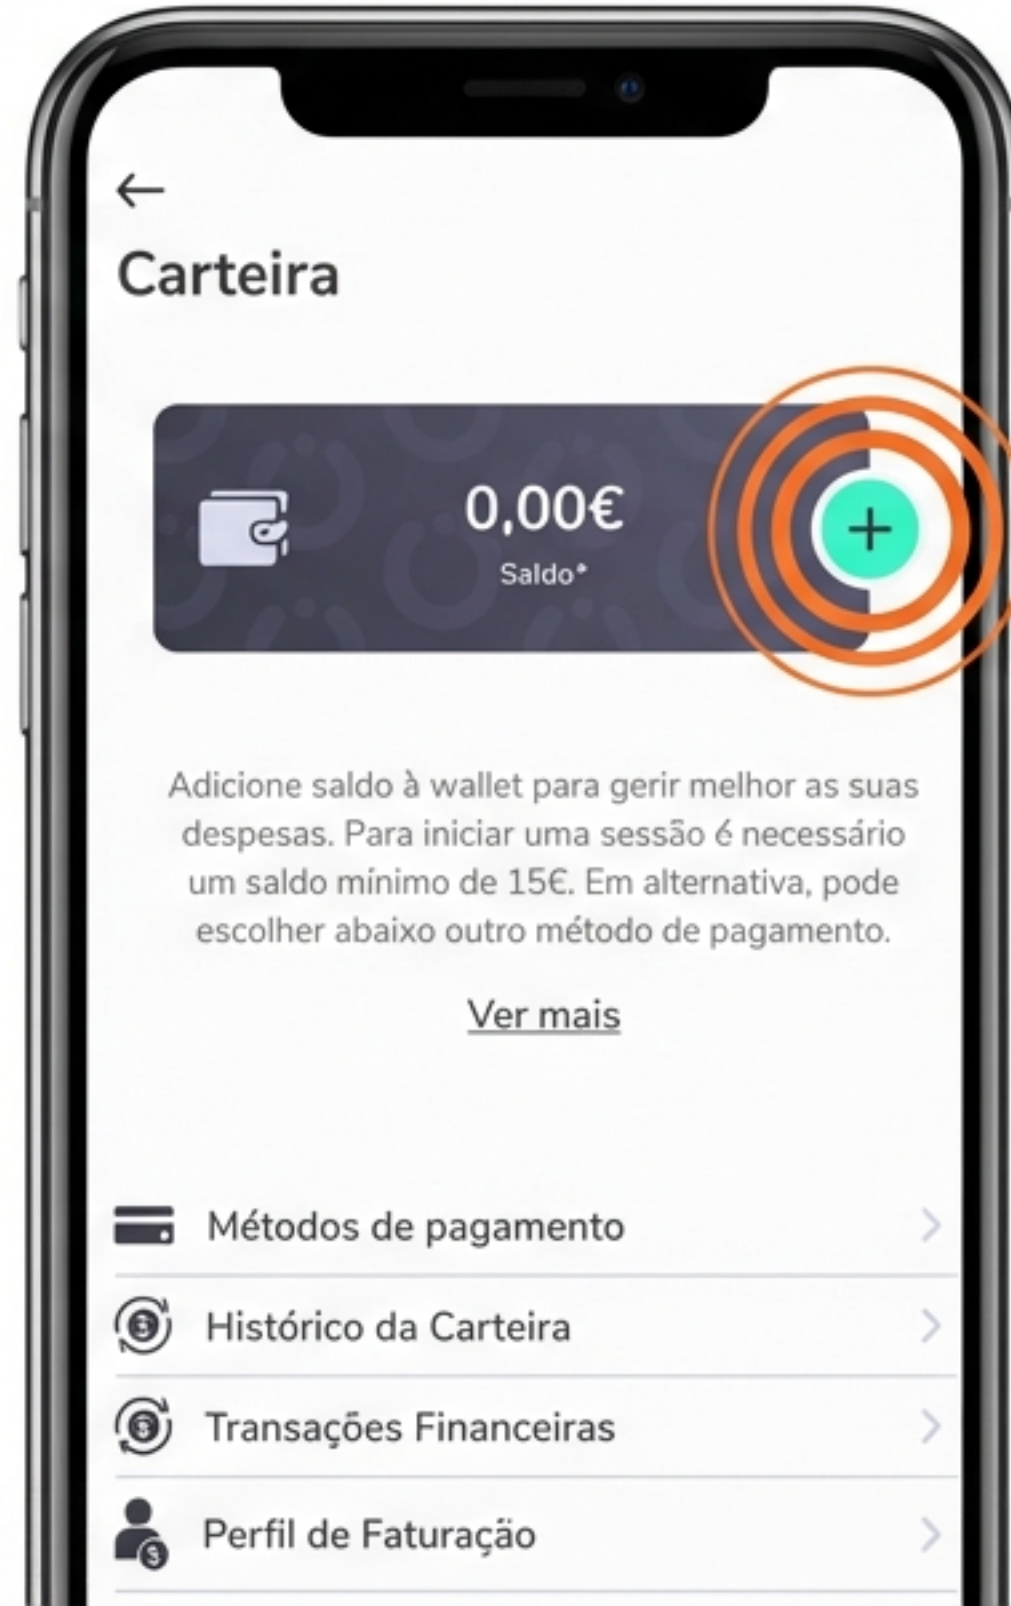 Carteira
0,00€
Saldo*
+
Adicione saldo à wallet para gerir melhor as suas
despesas. Para iniciar uma sessão é necessário
um saldo mínimo de 15€. Em alternativa, pode
escolher abaixo outro método de pagamento.
Ver mais
Métodos de pagamento
Histórico da Carteira
Transações Financeiras
Perfil de Faturação